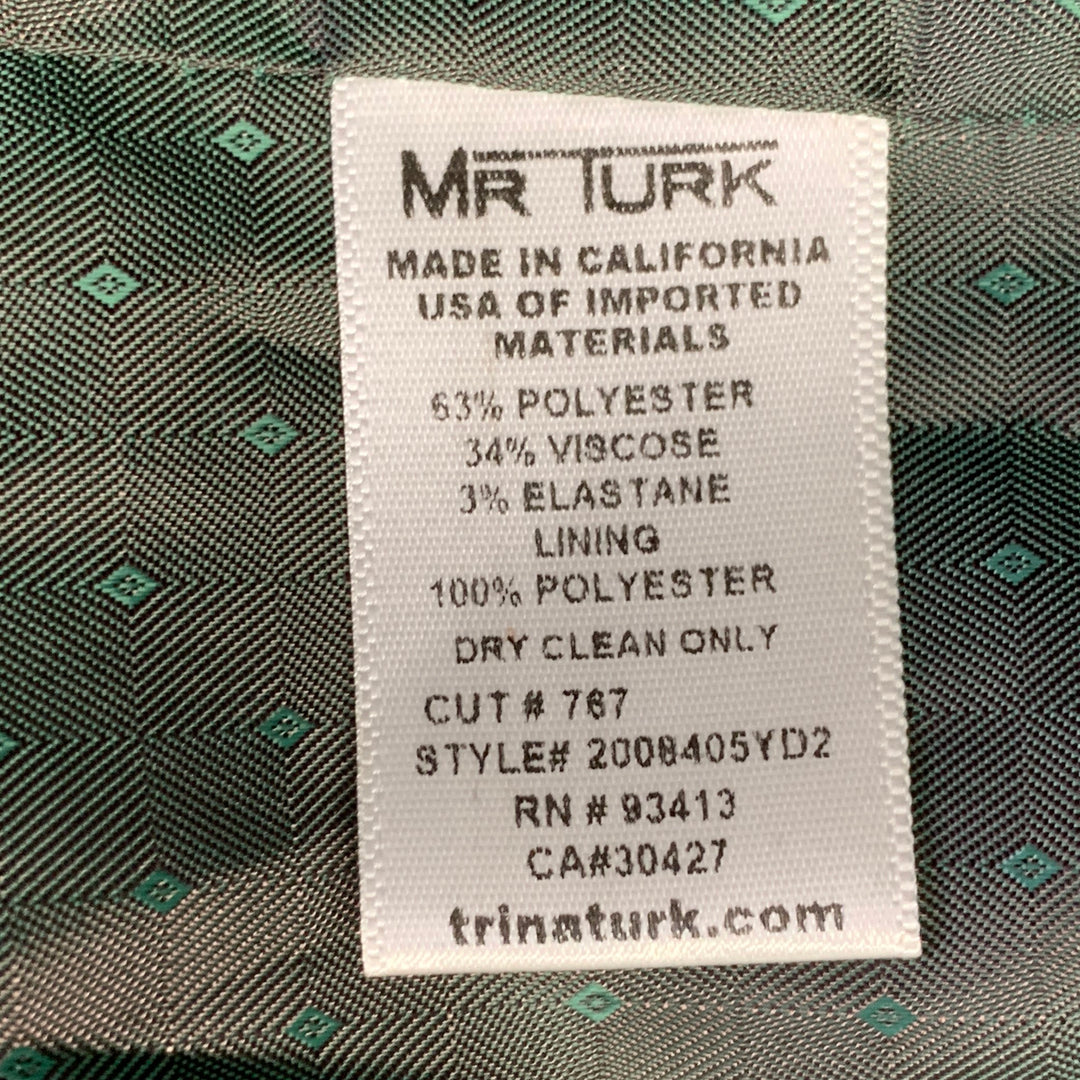 MR TURK
MADE IN CALIFORNIA
USA OF IMPORTED
MATERIALS
63% POLYESTER
34% VISCOSE
3% ELASTANE
LINING
100% POLYESTER
DRY CLEAN ONLY
CUT # 767
STYLE# 2008405YD2
RN # 93413
CA#30427
trinaturk.com